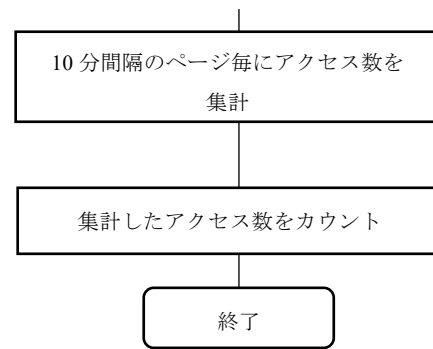 10 分間隔のページ毎にアクセス数を
集計
集計したアクセス数をカウント
終了